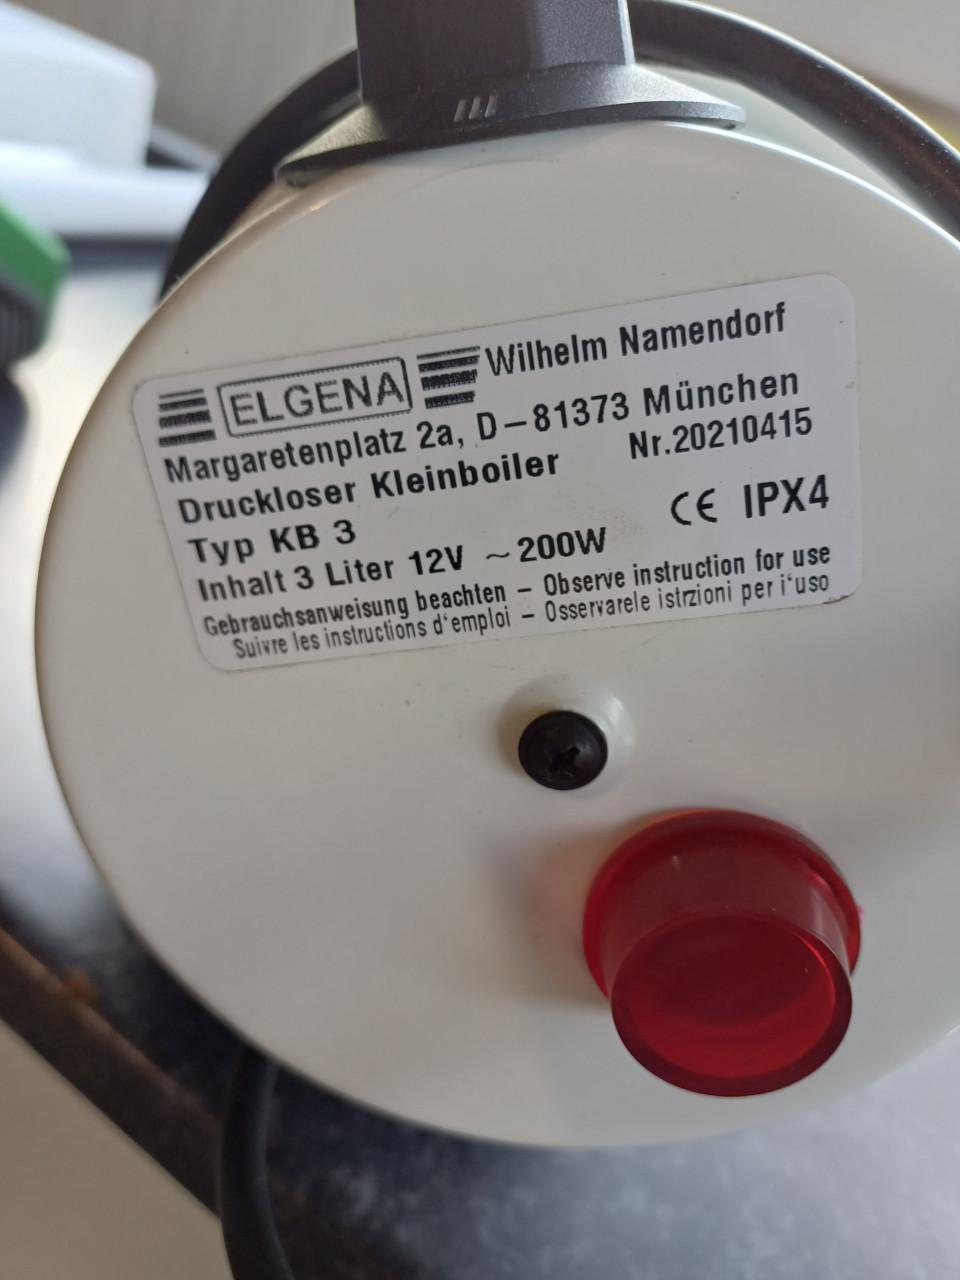 ELGENA Wilhelm Namendorf
Margaretenplatz 2a, D-81373 München
Druckloser Kleinboiler Nr.20210415
Typ KB 3 CE IPX4
Inhalt 3 Liter 12V ~200W
Gebrauchsanweisung beachten - Observe instruction for use
Suivre les instructions d'emploi - Osservarele istrzioni per i'uso